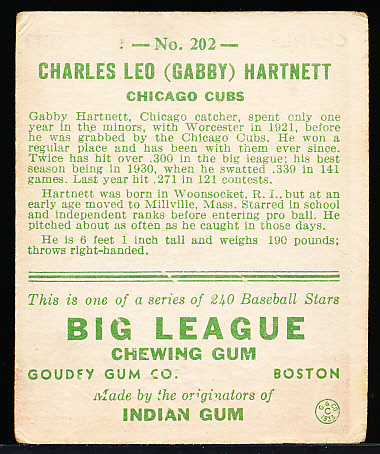 — No. 202 —
CHARLES LEO (GABBY) HARTNETT
CHICAGO CUBS
Gabby Hartnett, Chicago catcher, spent only
one year in the minors, with Worcester in 1921, before
he was grabbed by the Chicago Cubs. He won a
regular place and has been with them ever since.
Twice has hit over .300 in the big league; his best
season being in 1930, when he swatted .339 in 141
games. Last year hit .271 in 121 contests.
Hartnett was born in Woonsocket, R. I., but at
an early age moved to Millville, Mass. Starred in school
and independent ranks before entering pro ball. He
pitched about as often as he caught in those days.
He is 6 feet 1 inch tall and weighs 190 pounds;
throws right-handed.
This is one of a series of 240 Baseball Stars
BIG LEAGUE
CHEWING GUM
GOUDEY GUM CO. BOSTON
Made by the originators of
INDIAN GUM